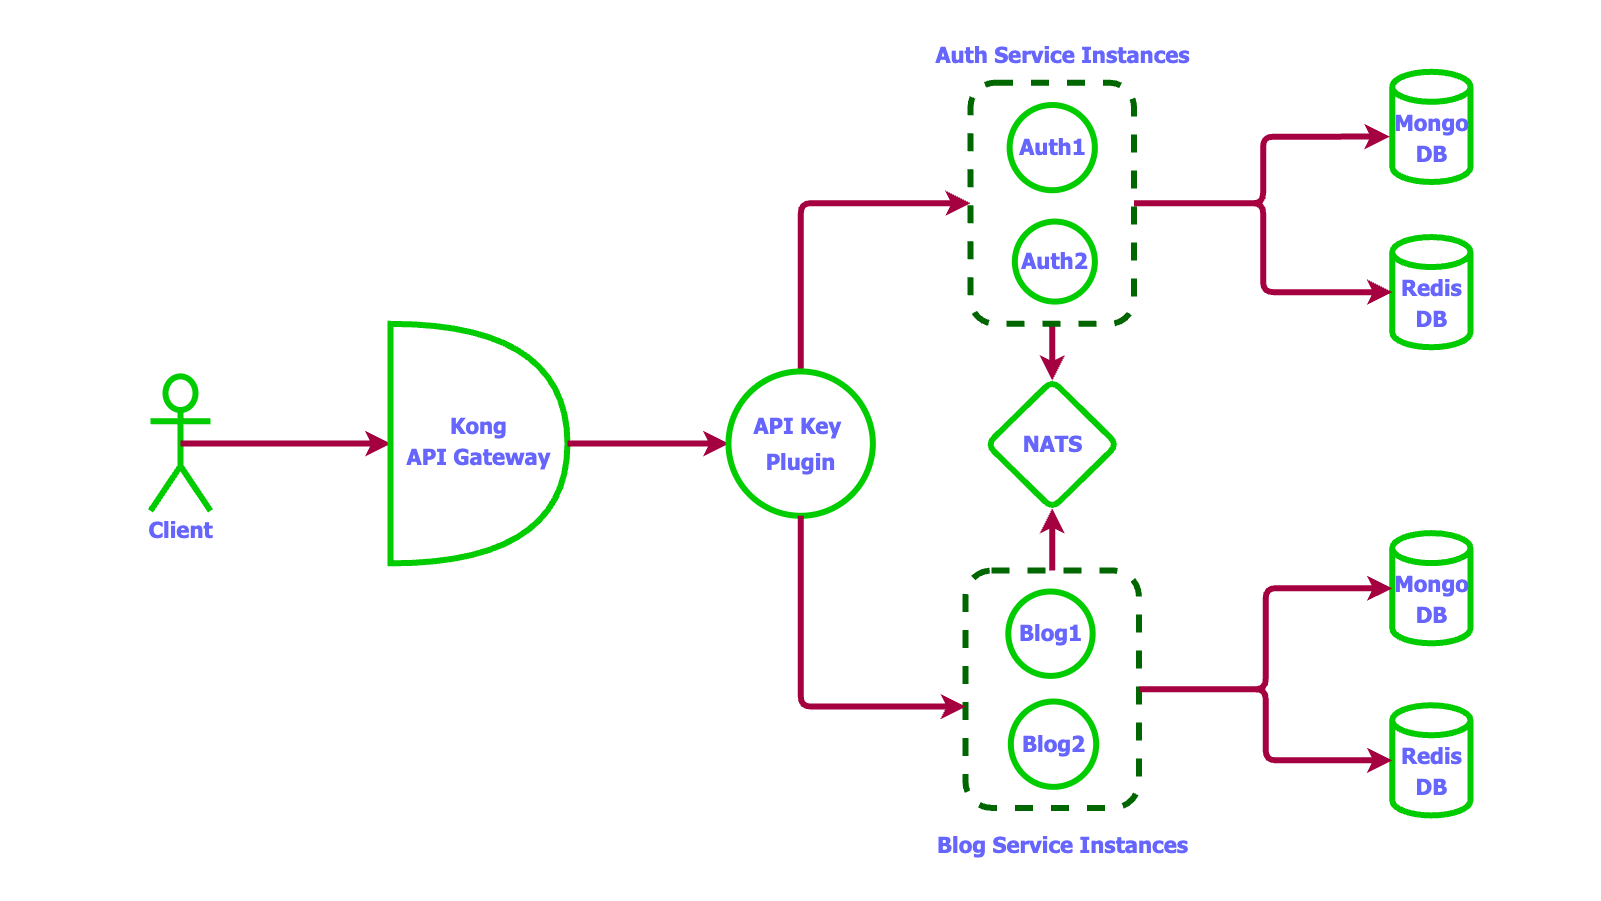 Auth Service Instances
Auth1
Auth2
Mongo
DB
Redis
DB
Client
Kong
API Gateway
API Key
Plugin
NATS
Blog1
Blog2
Blog Service Instances
Mongo
DB
Redis
DB